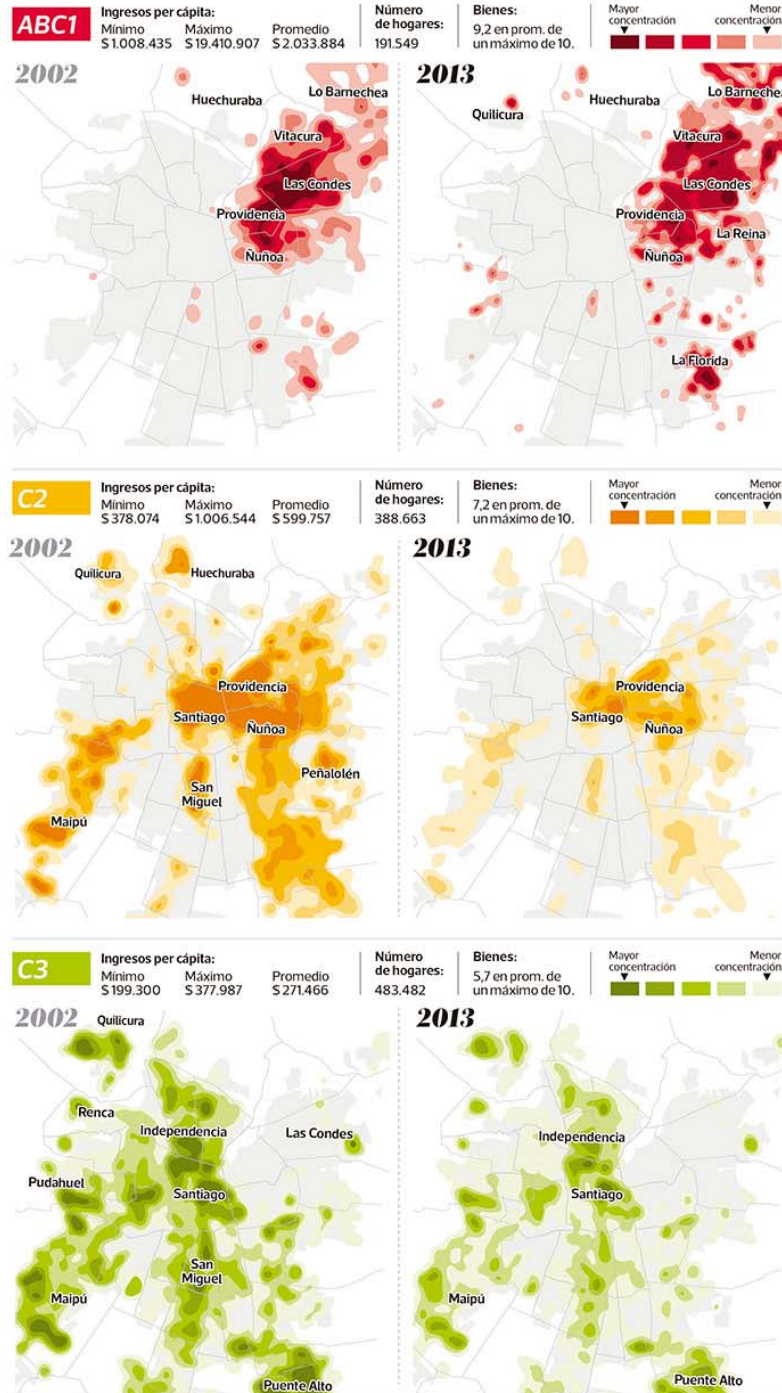 ABC1
Ingresos per cápita:
Mínimo Máximo Promedio
$1.008.435 $19.410.907 $2.033.884
Número
de hogares:
191.549
Bienes:
9,2 en prom. de
un máximo de 10.
Mayor
concentración
Menor
concentración
2002
Huechuraba
Lo Barnechea
Vitacura
Las Condes
Providencia
Ñuñoa
2013
Quilicura
Huechuraba
Lo Barnechea
Vitacura
Las Condes
Providencia
La Reina
Ñuñoa
La Florida
C2
Ingresos per cápita:
Mínimo Máximo Promedio
$378.074 $1.006.544 $599.757
Número
de hogares:
388.663
Bienes:
7,2 en prom. de
un máximo de 10.
Mayor
concentración
Menor
concentración
2002
Quilicura
Huechuraba
Providencia
Santiago
Ñuñoa
Peñalolén
San
Miguel
Maipú
2013
Providencia
Santiago
Ñuñoa
C3
Ingresos per cápita:
Mínimo Máximo Promedio
$199.300 $377.987 $271.466
Número
de hogares:
483.482
Bienes:
5,7 en prom. de
un máximo de 10.
Mayor
concentración
Menor
concentración
2002
Quilicura
Renca
Independencia
Las Condes
Pudahuel
Santiago
San
Miguel
Maipú
Puente Alto
2013
Independencia
Santiago
Maipú
Puente Alto